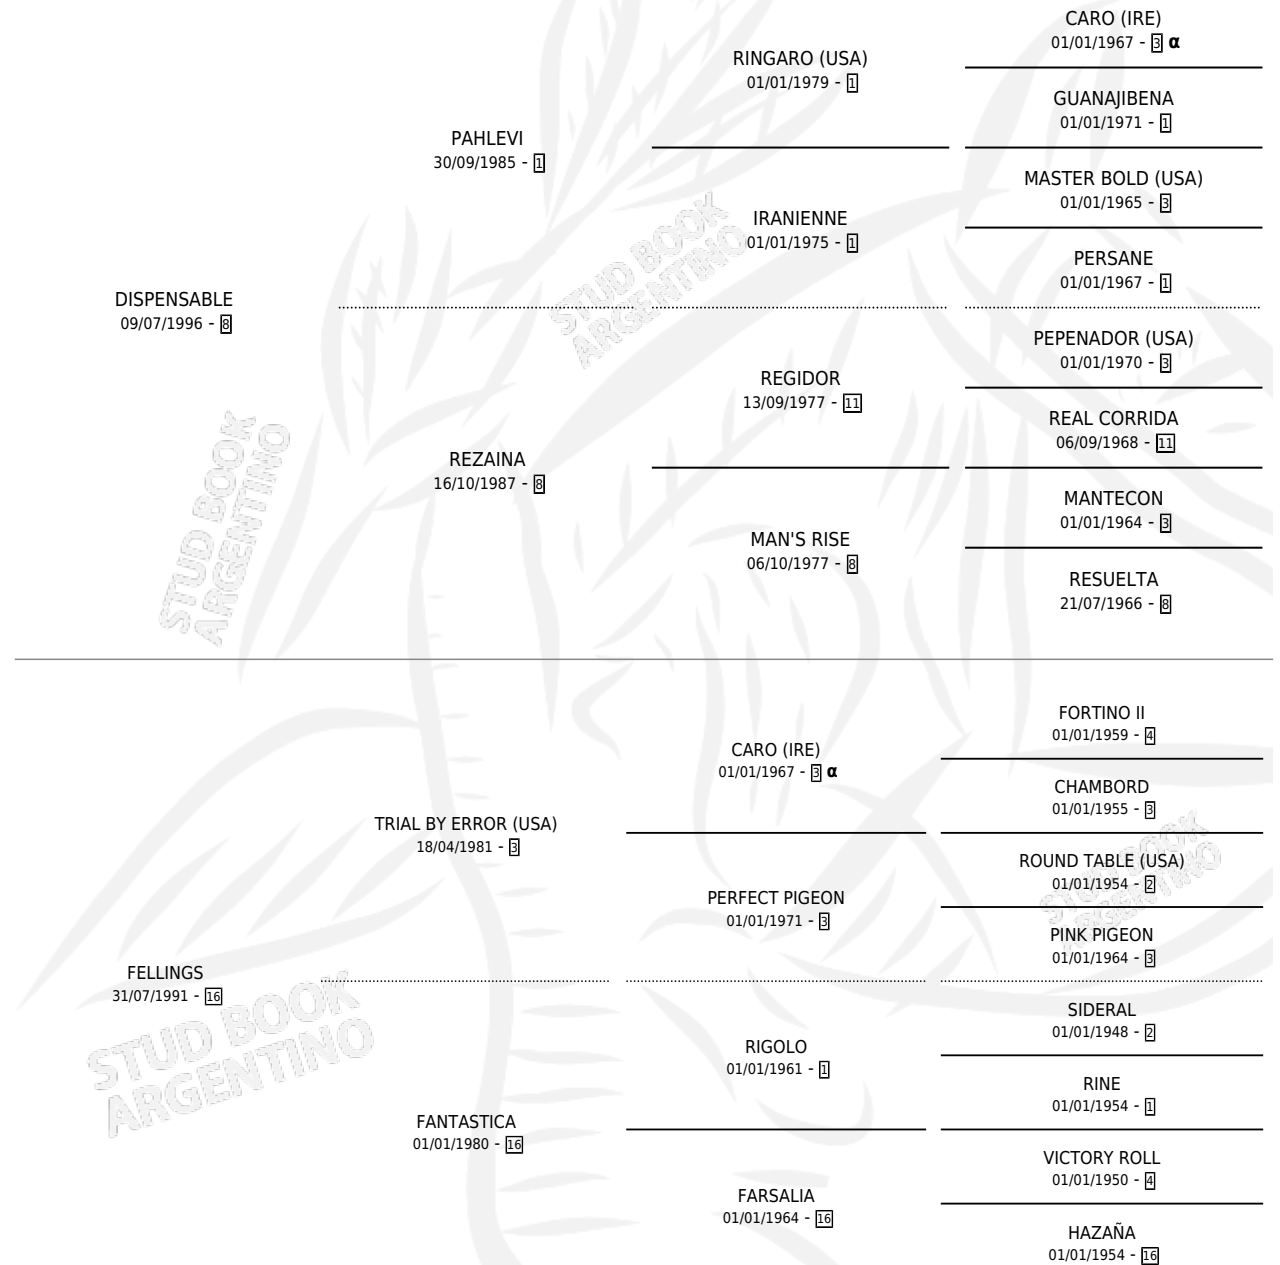 CARO (IRE)
01/01/1967 - 3 α
RINGARO (USA)
01/01/1979 - 1
GUANAJIBENA
01/01/1971 - 1
PAHLEVI
30/09/1985 - 1
MASTER BOLD (USA)
01/01/1965 - 3
IRANIENNE
01/01/1975 - 1
PERSANE
01/01/1967 - 1
DISPENSABLE
09/07/1996 - 8
PEPENADOR (USA)
01/01/1970 - 3
REGIDOR
13/09/1977 - 11
REAL CORRIDA
06/09/1968 - 11
REZAINA
16/10/1987 - 8
MANTECON
01/01/1964 - 3
MAN'S RISE
06/10/1977 - 8
RESUELTA
21/07/1966 - 8
FORTINO II
01/01/1959 - 4
CARO (IRE)
01/01/1967 - 3 α
CHAMBORD
01/01/1955 - 3
TRIAL BY ERROR (USA)
18/04/1981 - 3
ROUND TABLE (USA)
01/01/1954 - 2
PERFECT PIGEON
01/01/1971 - 3
PINK PIGEON
01/01/1964 - 3
FELLINGS
31/07/1991 - 16
SIDERAL
01/01/1948 - 2
RIGOLO
01/01/1961 - 1
RINE
01/01/1954 - 1
FANTASTICA
01/01/1980 - 16
VICTORY ROLL
01/01/1950 - 4
FARSALIA
01/01/1964 - 16
HAZAÑA
01/01/1954 - 16
STUD BOOK
ARGENTINO
STUD BOOK
ARGENTINO
STUD BOOK
ARGENTINO
STUD BOOK
ARGENTINO